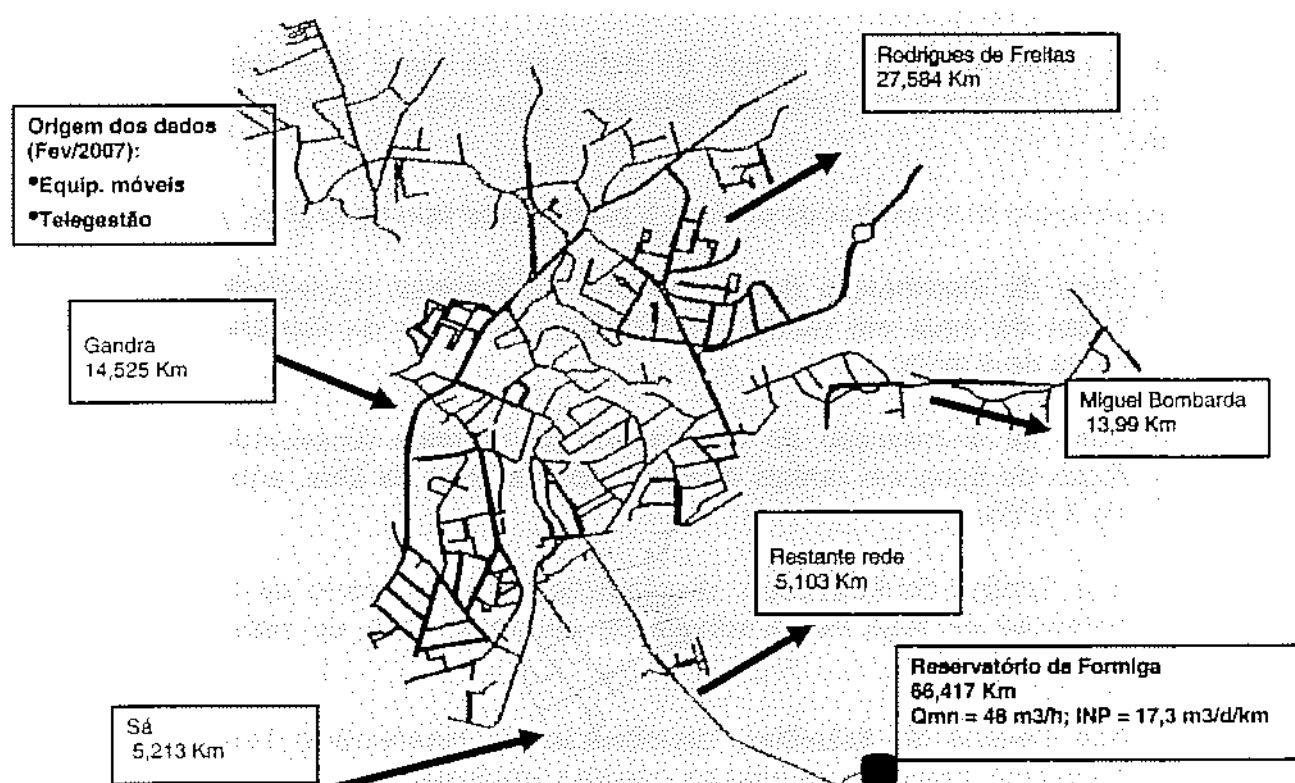 Rodrigues de Freitas
27,584 Km
Origem dos dados
(Fev/2007):
•Equip. móveis
•Telegestão
Gandra
14,525 Km
Miguel Bombarda
13,99 Km
Restante rede
5,103 Km
Reservatório da Formiga
66,417 Km
Qmn = 48 m3/h; INP = 17,3 m3/d/km
Sá
5,213 Km